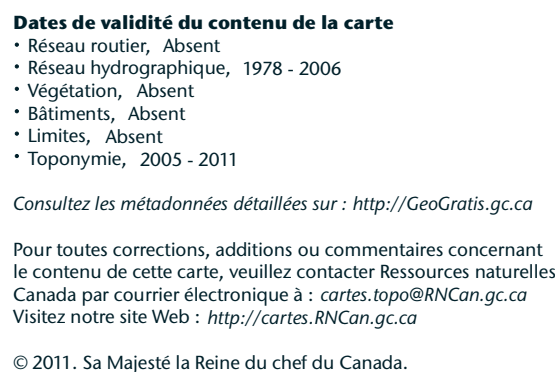 Dates de validité du contenu de la carte
• Réseau routier, Absent
• Réseau hydrographique, 1978 - 2006
• Végétation, Absent
• Bâtiments, Absent
• Limites, Absent
• Toponymie, 2005 - 2011
Consultez les métadonnées détaillées sur : http://GeoGratis.gc.ca
Pour toutes corrections, additions ou commentaires concernant
le contenu de cette carte, veuillez contacter Ressources naturelles
Canada par courrier électronique à : cartes.topo@RNCan.gc.ca
Visitez notre site Web : http://cartes.RNCan.gc.ca
© 2011. Sa Majesté la Reine du chef du Canada.